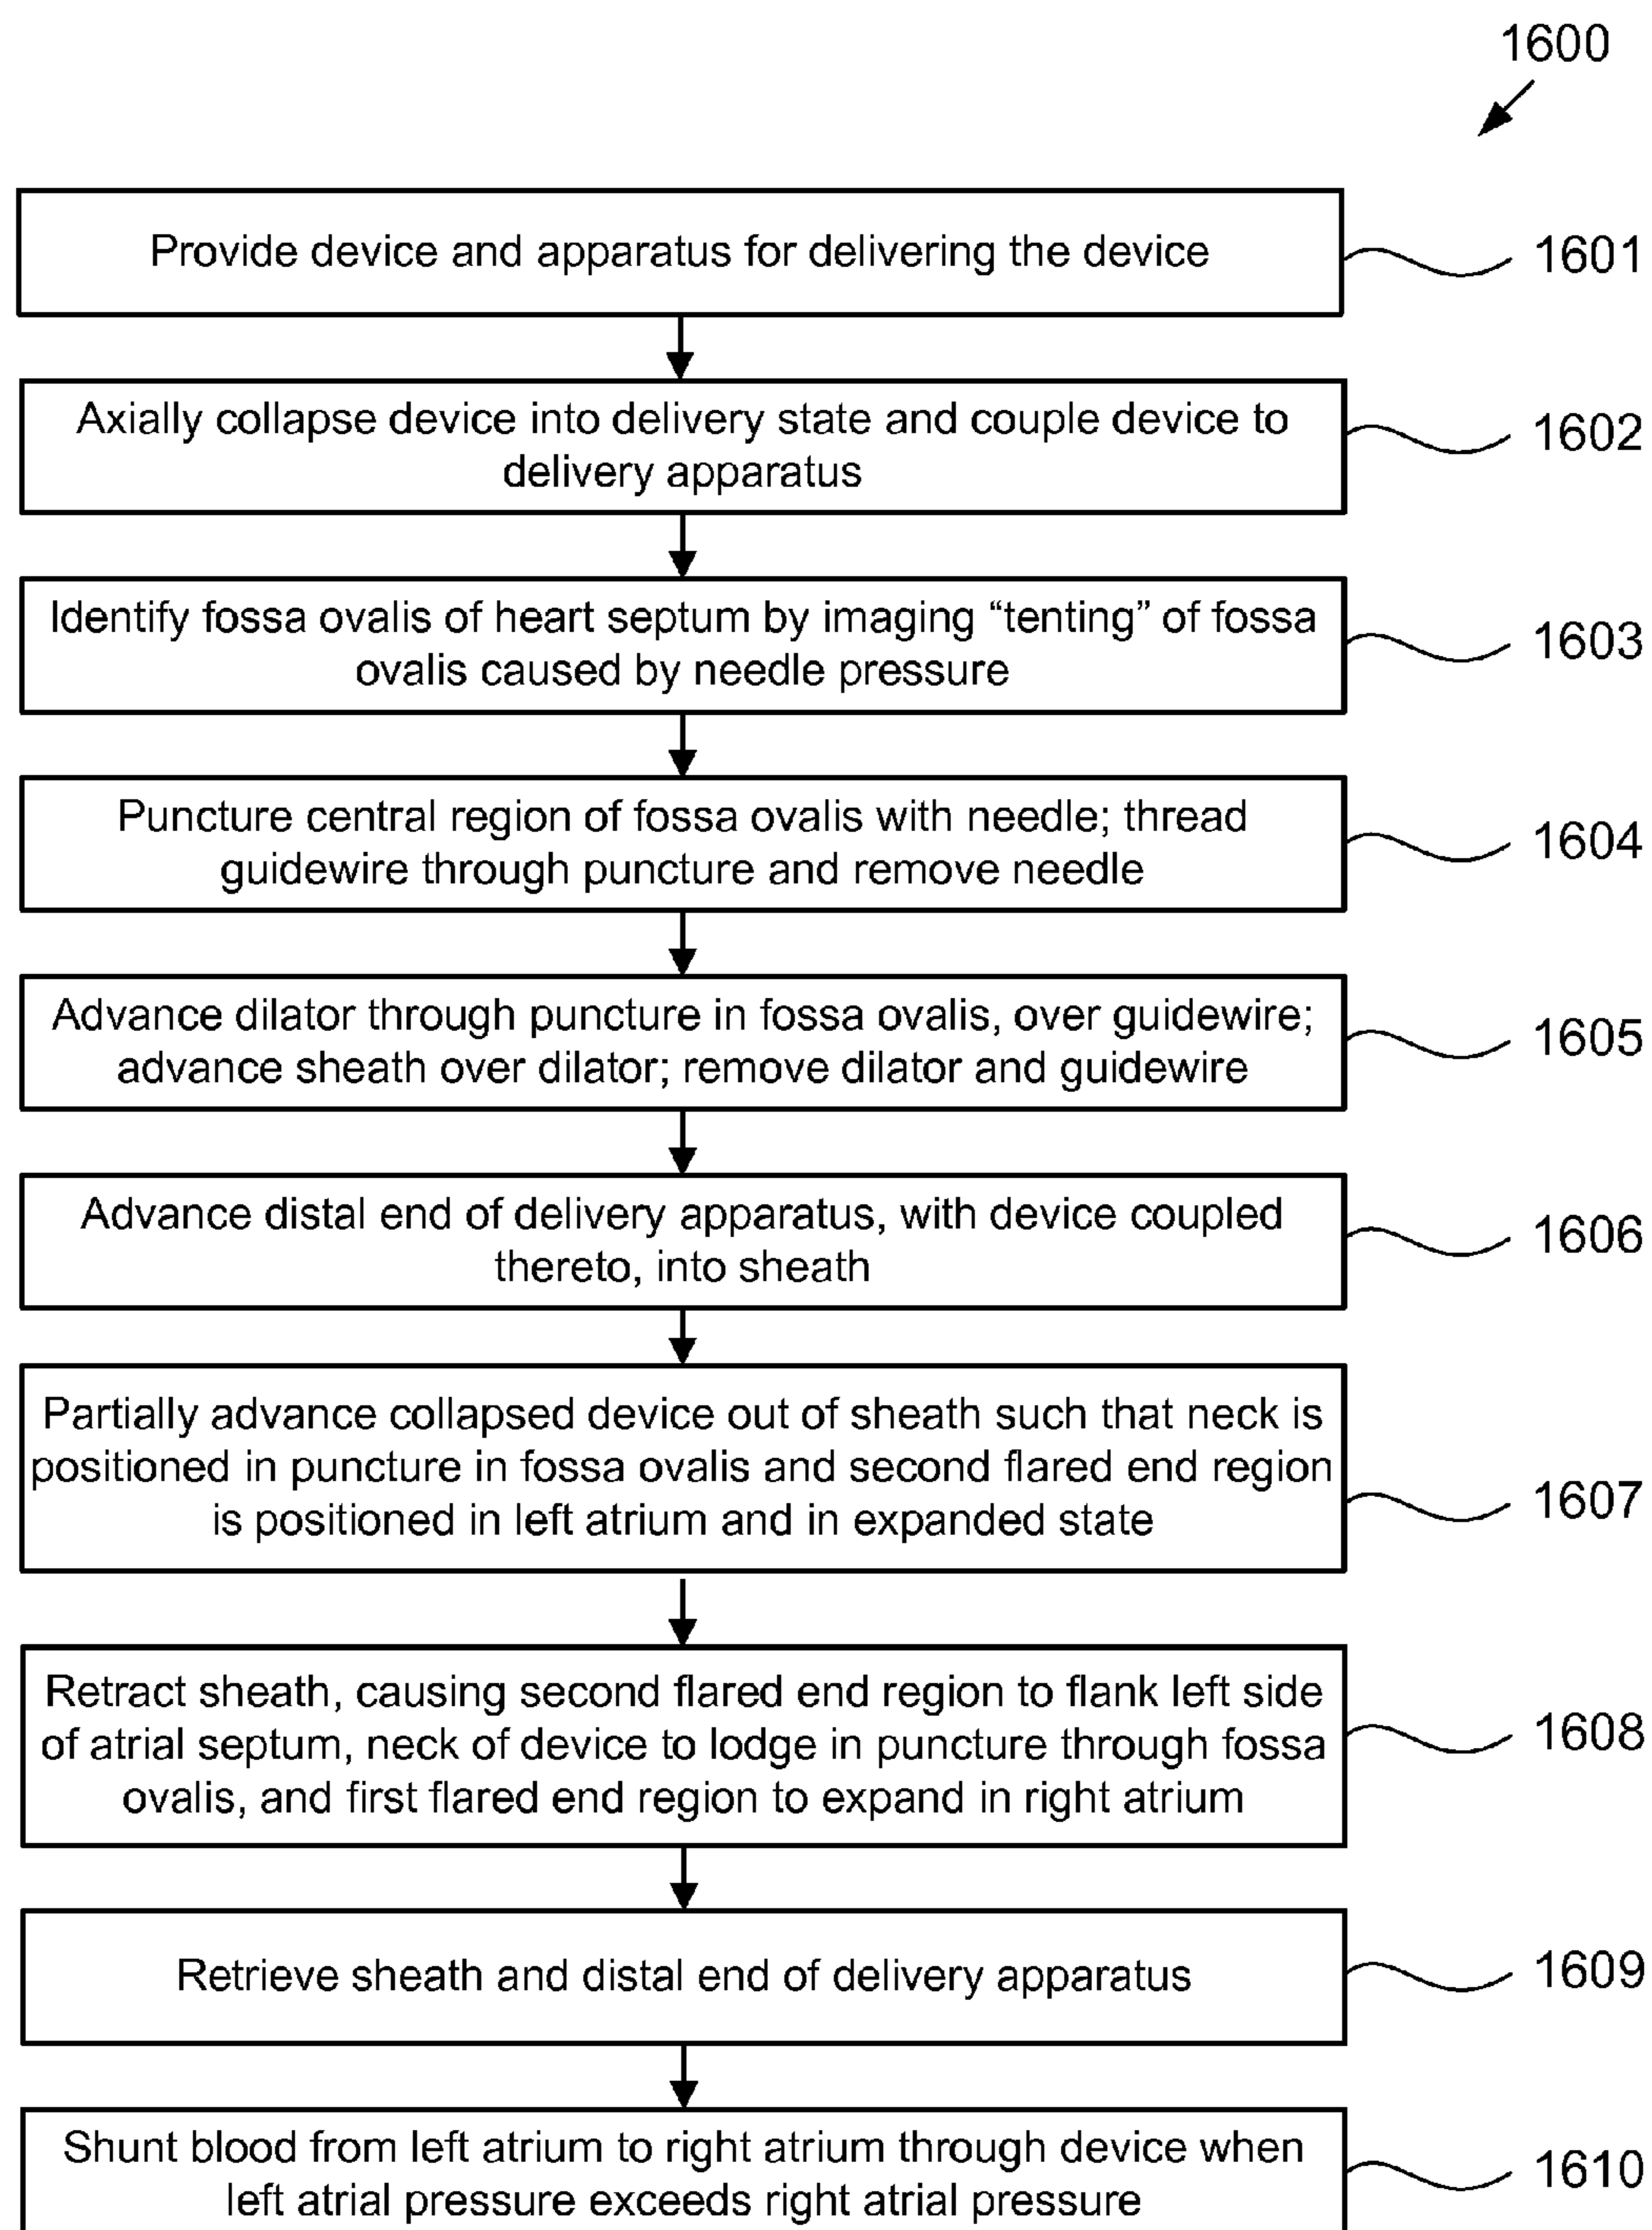 1600
Provide device and apparatus for delivering the device
1601
Axially collapse device into delivery state and couple device to
delivery apparatus
1602
Identify fossa ovalis of heart septum by imaging “tenting” of fossa
ovalis caused by needle pressure
1603
Puncture central region of fossa ovalis with needle; thread
guidewire through puncture and remove needle
1604
Advance dilator through puncture in fossa ovalis, over guidewire;
advance sheath over dilator; remove dilator and guidewire
1605
Advance distal end of delivery apparatus, with device coupled
thereto, into sheath
1606
Partially advance collapsed device out of sheath such that neck is
positioned in puncture in fossa ovalis and second flared end region
is positioned in left atrium and in expanded state
1607
Retract sheath, causing second flared end region to flank left side
of atrial septum, neck of device to lodge in puncture through fossa
ovalis, and first flared end region to expand in right atrium
1608
Retrieve sheath and distal end of delivery apparatus
1609
Shunt blood from left atrium to right atrium through device when
left atrial pressure exceeds right atrial pressure
1610